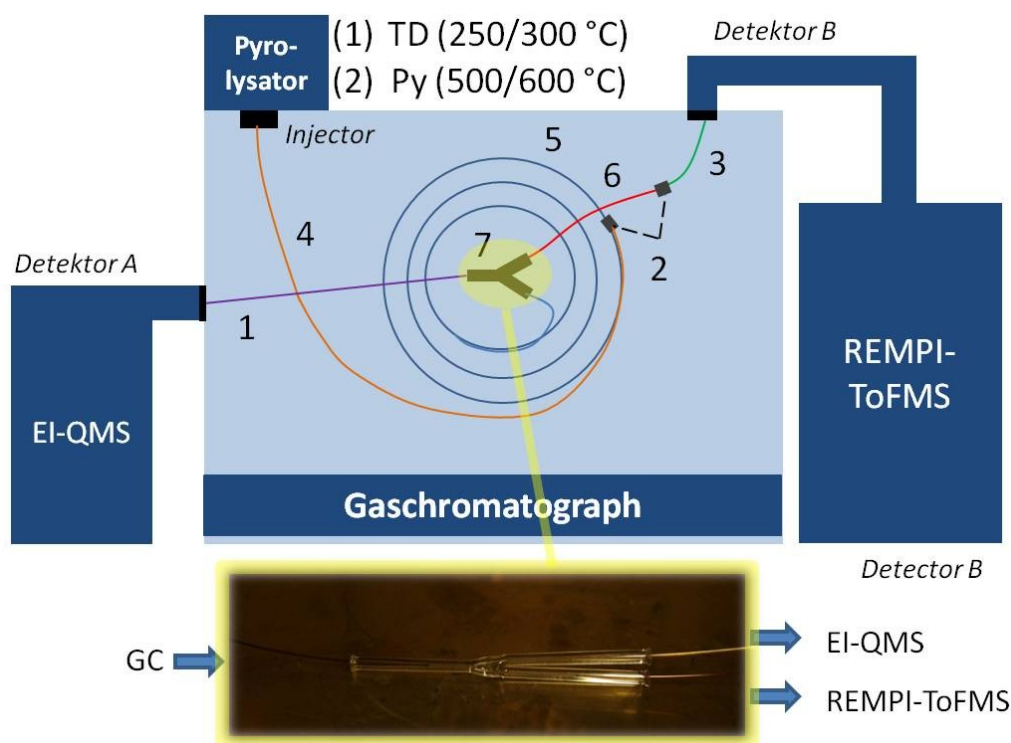 Pyro-
lysator
(1) TD (250/300 °C)
(2) Py (500/600 °C)
Detektor B
Injector
5
6
3
4
7
2
Detektor A
1
EI-QMS
REMPI-
ToFMS
Gaschromatograph
Detector B
GC
EI-QMS
REMPI-ToFMS